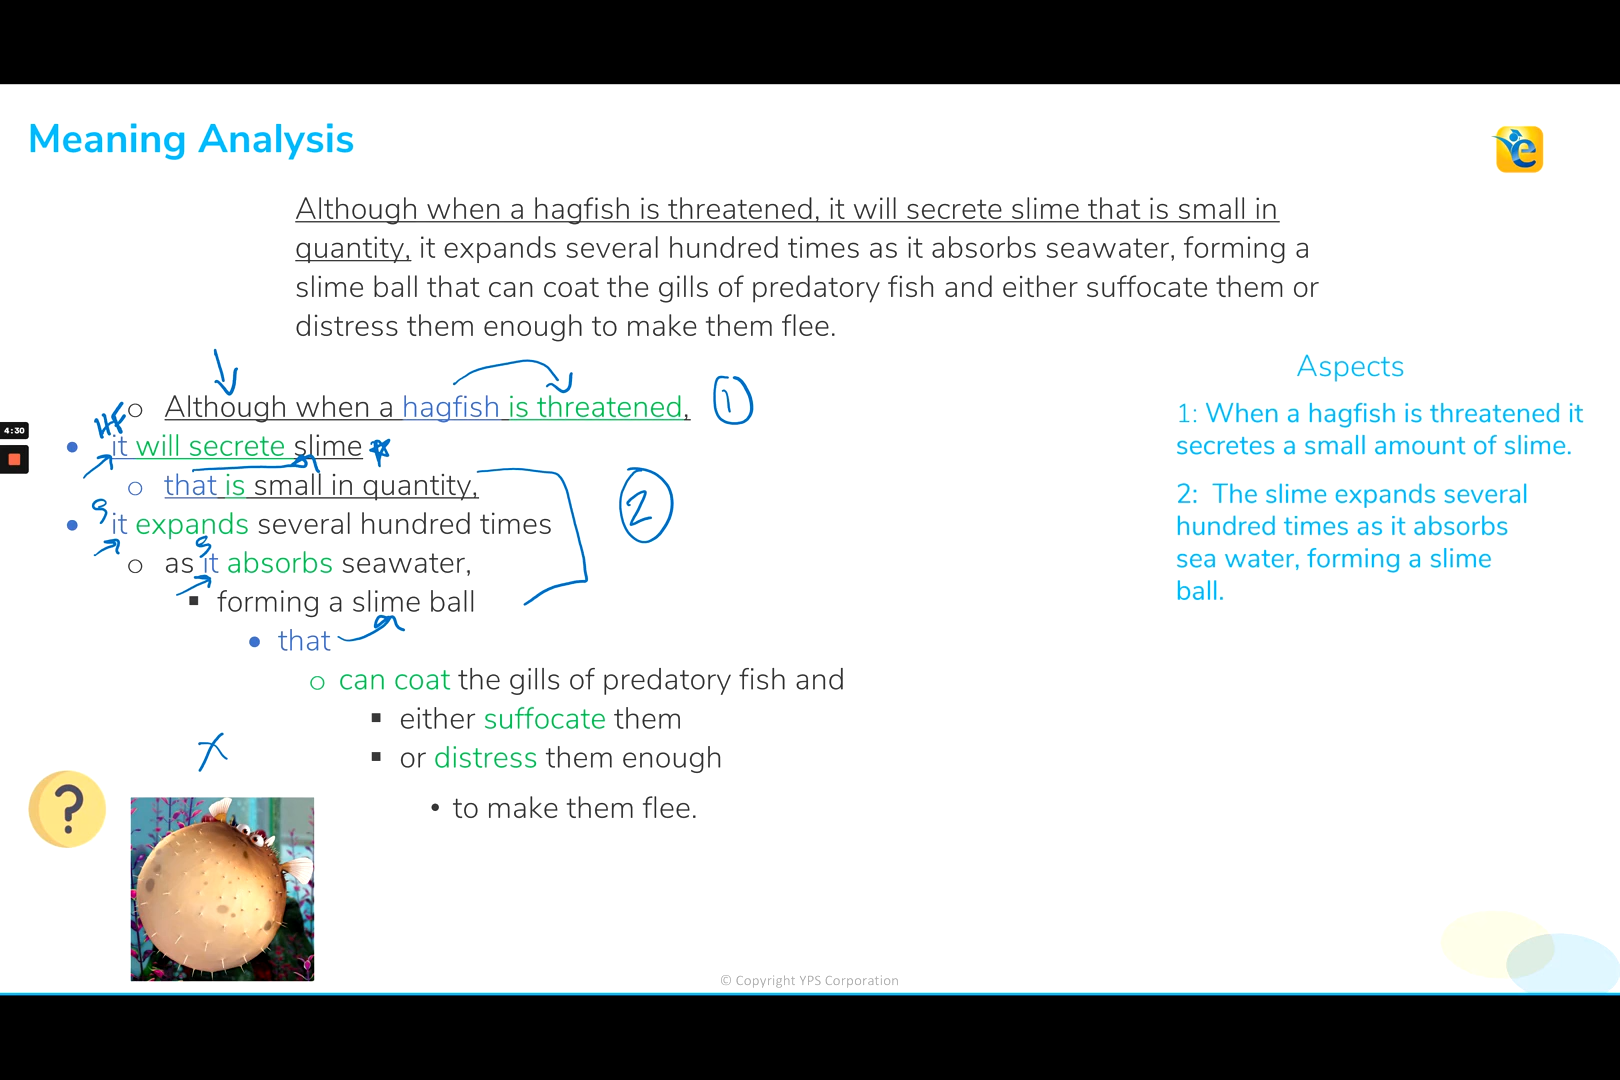 Meaning Analysis
Although when a hagfish is threatened, it will secrete slime that is small in
quantity, it expands several hundred times as it absorbs seawater, forming a
slime ball that can coat the gills of predatory fish and either suffocate them or
distress them enough to make them flee.
Aspects
1: When a hagfish is threatened it
secretes a small amount of slime.
2: The slime expands several
hundred times as it absorbs
sea water, forming a slime
ball.
Although when a hagfish is threatened,
1
HF
4:30
it will secrete slime
that is small in quantity,
2
S
it expands several hundred times
S
as it absorbs seawater,
forming a slime ball
that
can coat the gills of predatory fish and
either suffocate them
or distress them enough
to make them flee.
X
?
e
© Copyright YPS Corporation